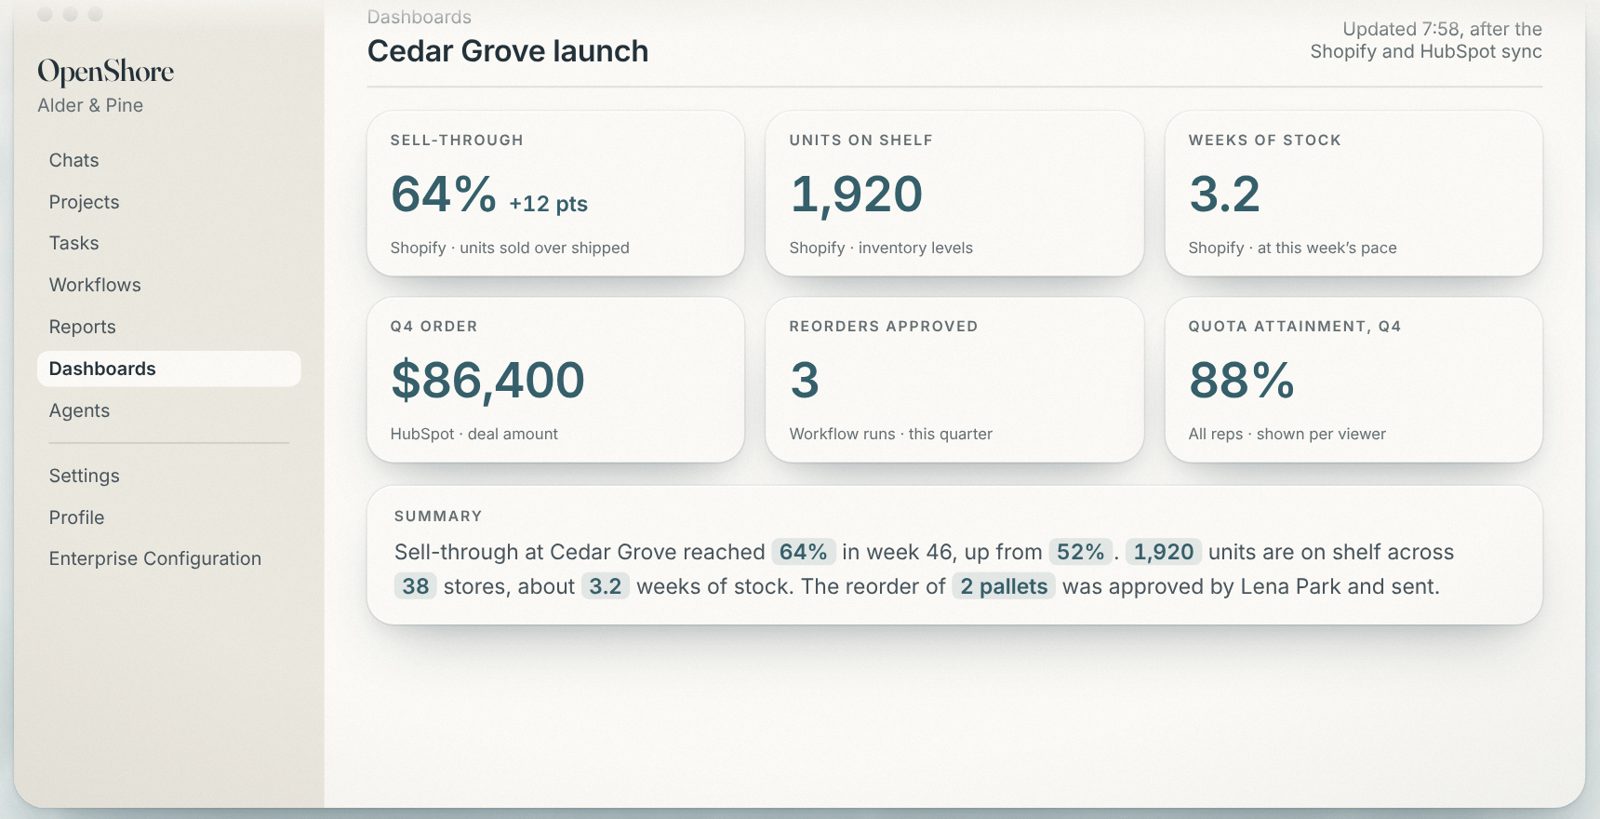 OpenShore
Alder & Pine
Chats
Projects
Tasks
Workflows
Reports
Dashboards
Agents
Settings
Profile
Enterprise Configuration
Dashboards
Cedar Grove launch
Updated 7:58, after the
Shopify and HubSpot sync
SELL-THROUGH
64% +12 pts
Shopify · units sold over shipped
UNITS ON SHELF
1,920
Shopify · inventory levels
WEEKS OF STOCK
3.2
Shopify · at this week’s pace
Q4 ORDER
$86,400
HubSpot · deal amount
REORDERS APPROVED
3
Workflow runs · this quarter
QUOTA ATTAINMENT, Q4
88%
All reps · shown per viewer
SUMMARY
Sell-through at Cedar Grove reached 64% in week 46, up from 52% . 1,920 units are on shelf across
38 stores, about 3.2 weeks of stock. The reorder of 2 pallets was approved by Lena Park and sent.